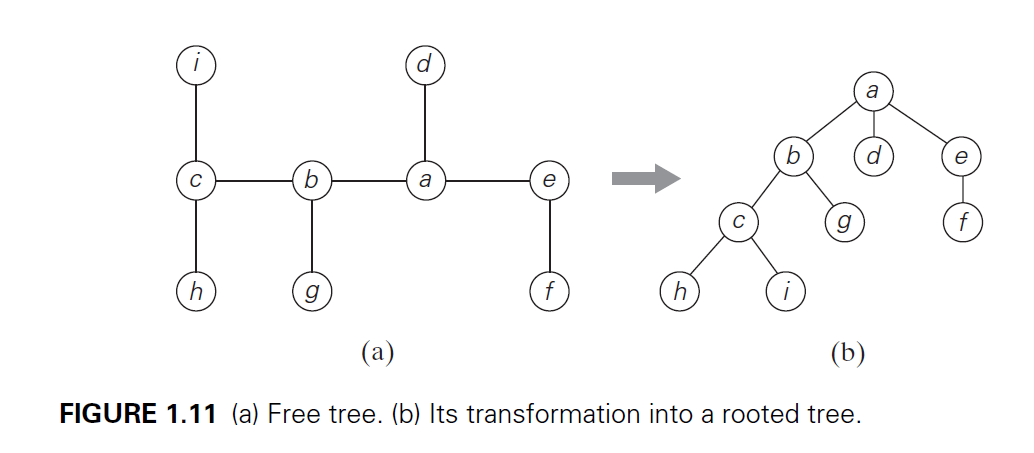 i d
a
b d e
c b a e
c g f
h g f h i
(a) (b)
FIGURE 1.11 (a) Free tree. (b) Its transformation into a rooted tree.